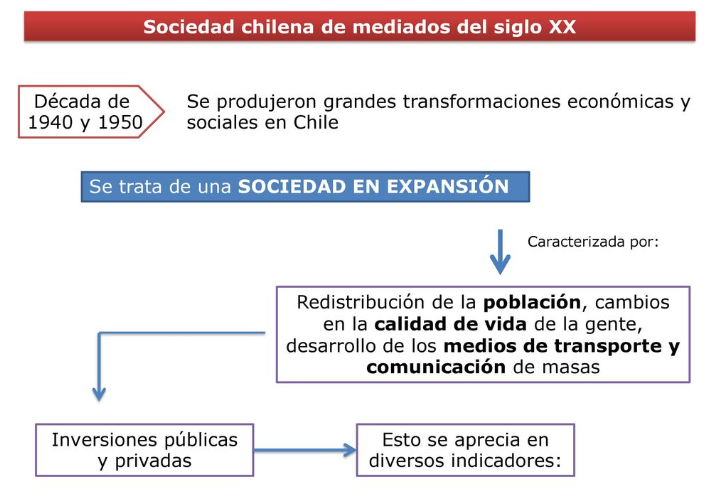 Sociedad chilena de mediados del siglo XX
Década de
1940 y 1950
Se produjeron grandes transformaciones económicas y
sociales en Chile
Se trata de una SOCIEDAD EN EXPANSIÓN
Caracterizada por:
Redistribución de la población, cambios
en la calidad de vida de la gente,
desarrollo de los medios de transporte y
comunicación de masas
Inversiones públicas
y privadas
Esto se aprecia en
diversos indicadores: